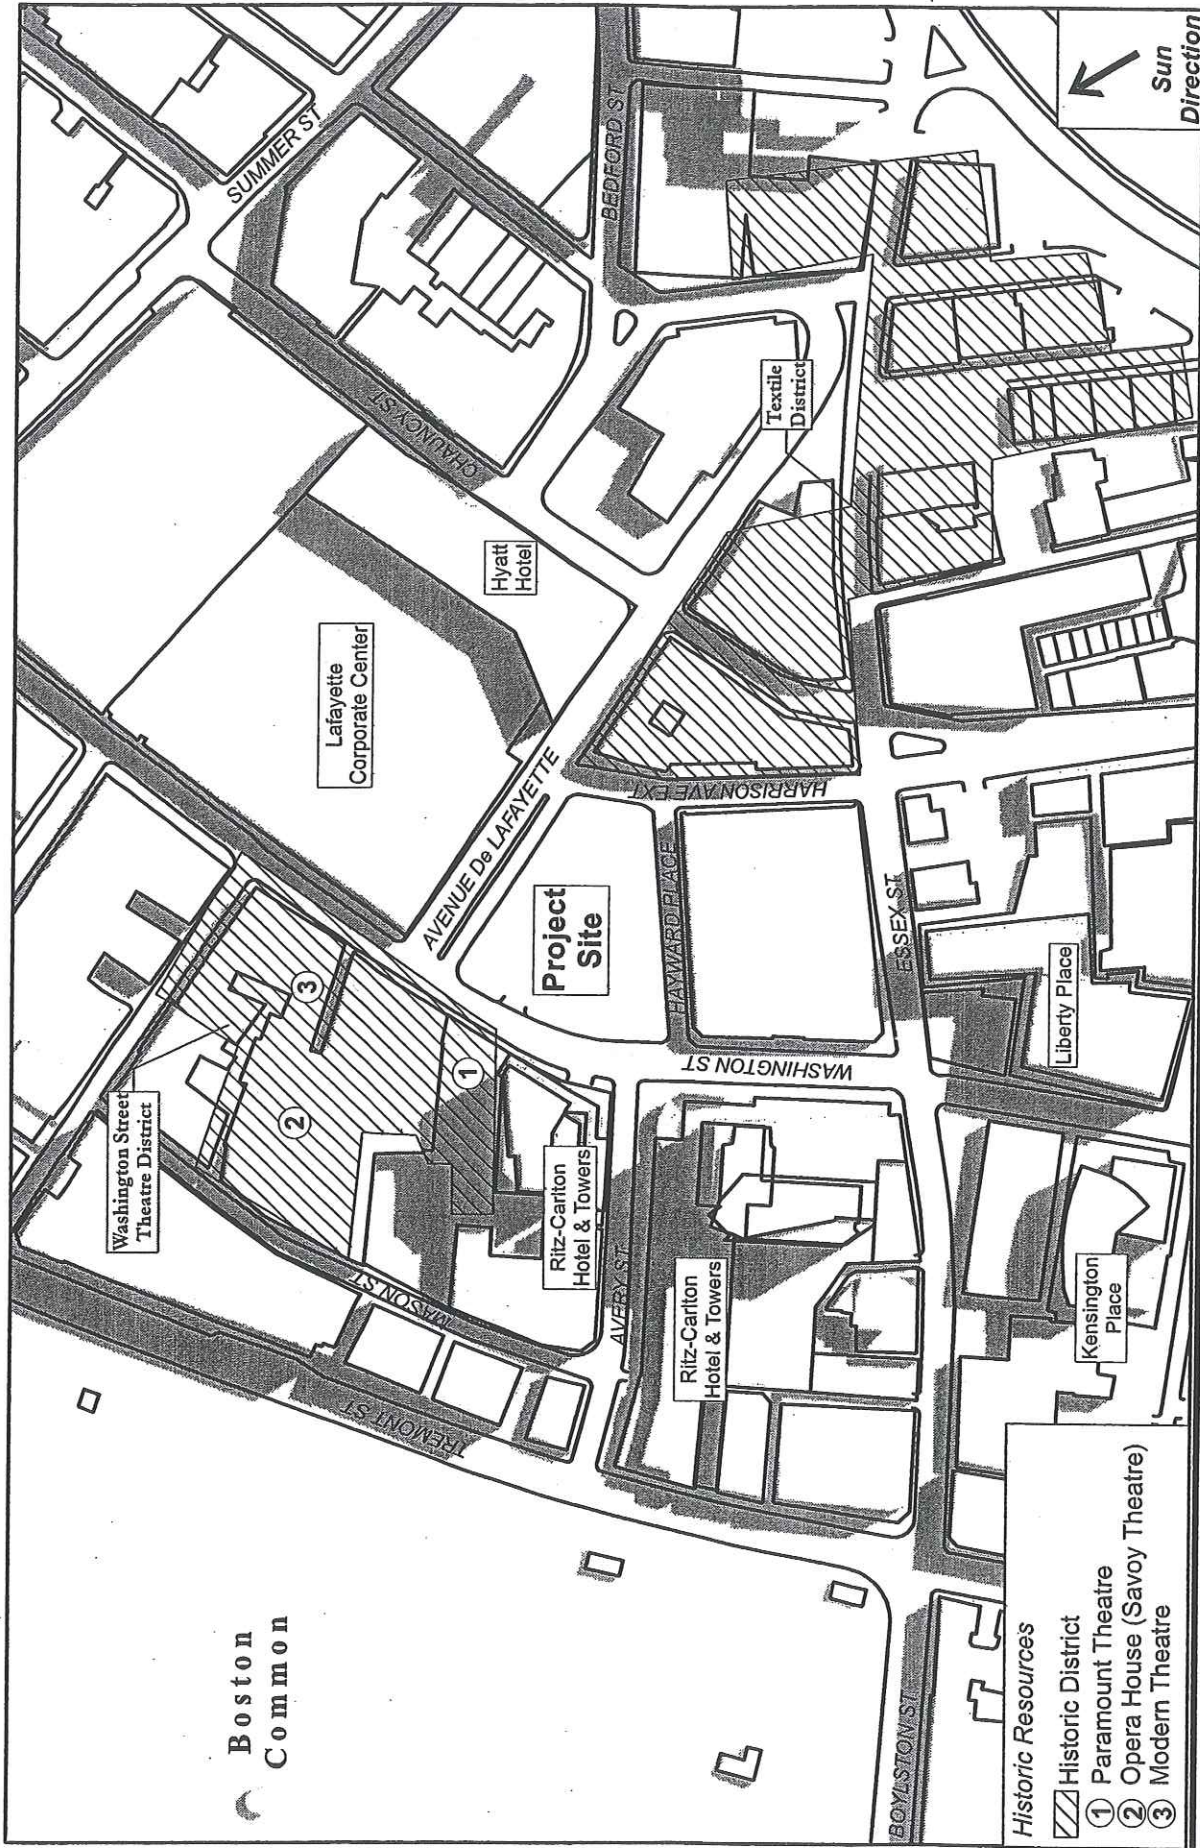 Boston
Common
TREMONT ST
MASON ST
Washington Street
Theatre District
SUMMER ST
CHAUNCY ST
BEDFORD ST
Lafayette
Corporate Center
Hyatt
Hotel
AVENUE De LAFAYETTE
Textile
District
HARRISON AVE EXT
Project
Site
HAYWARD PLACE
ESSEX ST
WASHINGTON ST
Liberty Place
Ritz-Carlton
Hotel & Towers
AVERY ST
Ritz-Carlton
Hotel & Towers
Kensington
Place
BOYLSTON ST
1
2
3
Historic Resources
Historic District
1 Paramount Theatre
2 Opera House (Savoy Theatre)
3 Modern Theatre
Sun
Direction